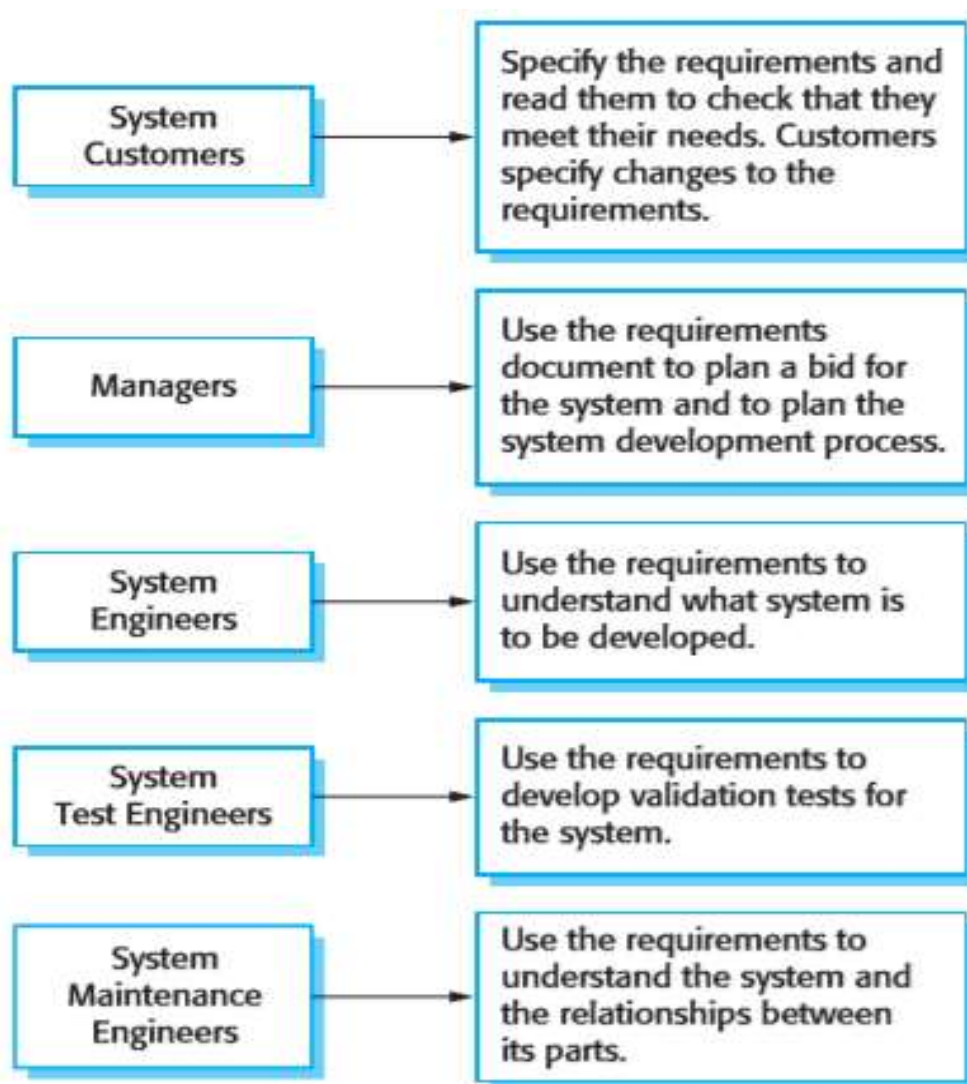 System
Customers
Specify the requirements and
read them to check that they
meet their needs. Customers
specify changes to the
requirements.
Managers
Use the requirements
document to plan a bid for
the system and to plan the
system development process.
System
Engineers
Use the requirements to
understand what system is
to be developed.
System
Test Engineers
Use the requirements to
develop validation tests for
the system.
System
Maintenance
Engineers
Use the requirements to
understand the system and
the relationships between
its parts.